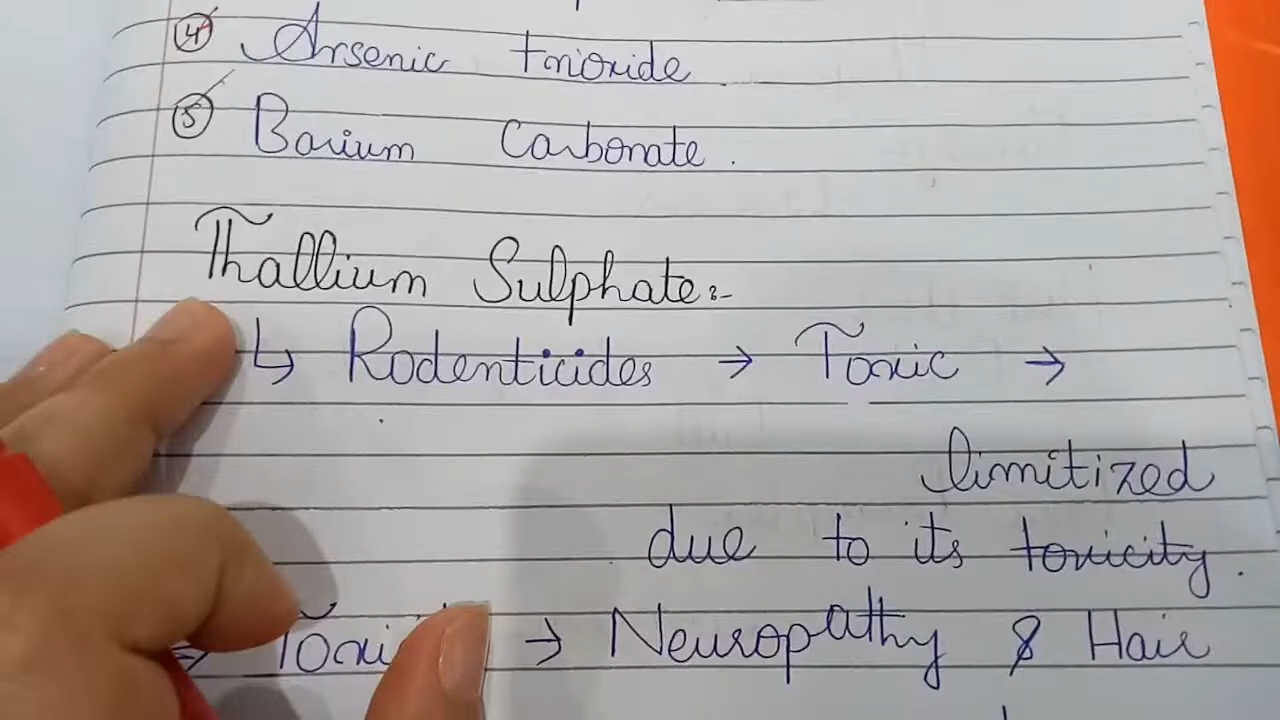 ④ Arsenic trioxide
⑤ Barium Carbonate.
Thallium Sulphate:-
↳ Rodenticides → Toxic →
limitized
due to its toxicity.
→ Neuropathy & Hair